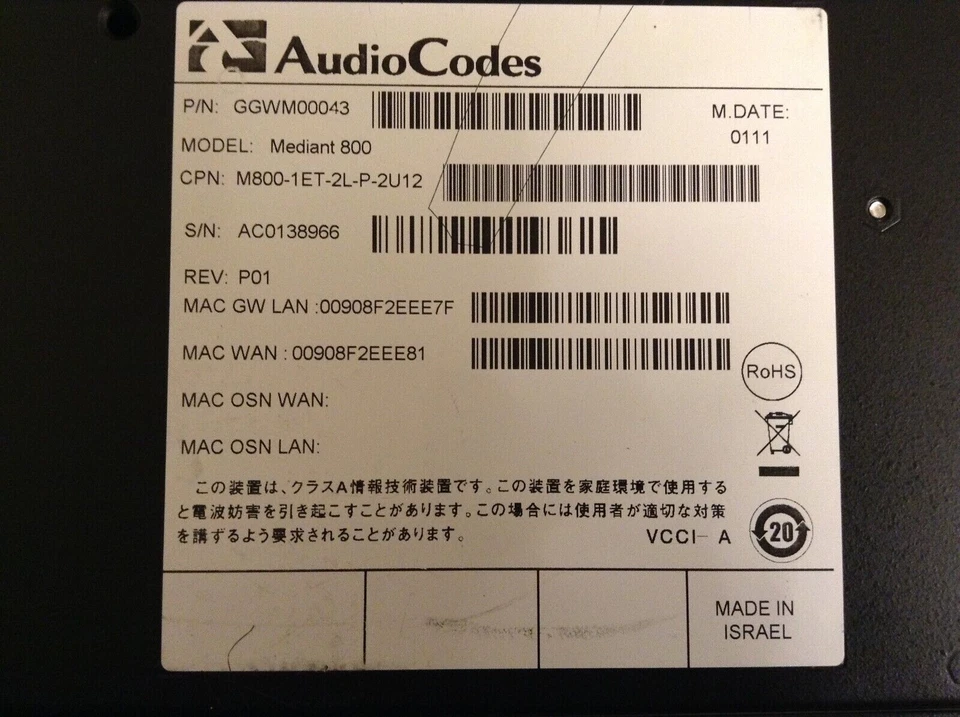 AudioCodes
P/N: GGWM00043
M.DATE:
0111
MODEL: Mediant 800
CPN: M800-1ET-2L-P-2U12
S/N: AC0138966
REV: P01
MAC GW LAN :00908F2EEE7F
MAC WAN : 00908F2EEE81
RoHS
MAC OSN WAN:
MAC OSN LAN:
この装置は、クラスA情報技術装置です。この装置を家庭環境で使用する
と電波妨害を引き起こすことがあります。この場合には使用者が適切な対策
を講ずるよう要求されることがあります。
VCCI- A
20
MADE IN
ISRAEL